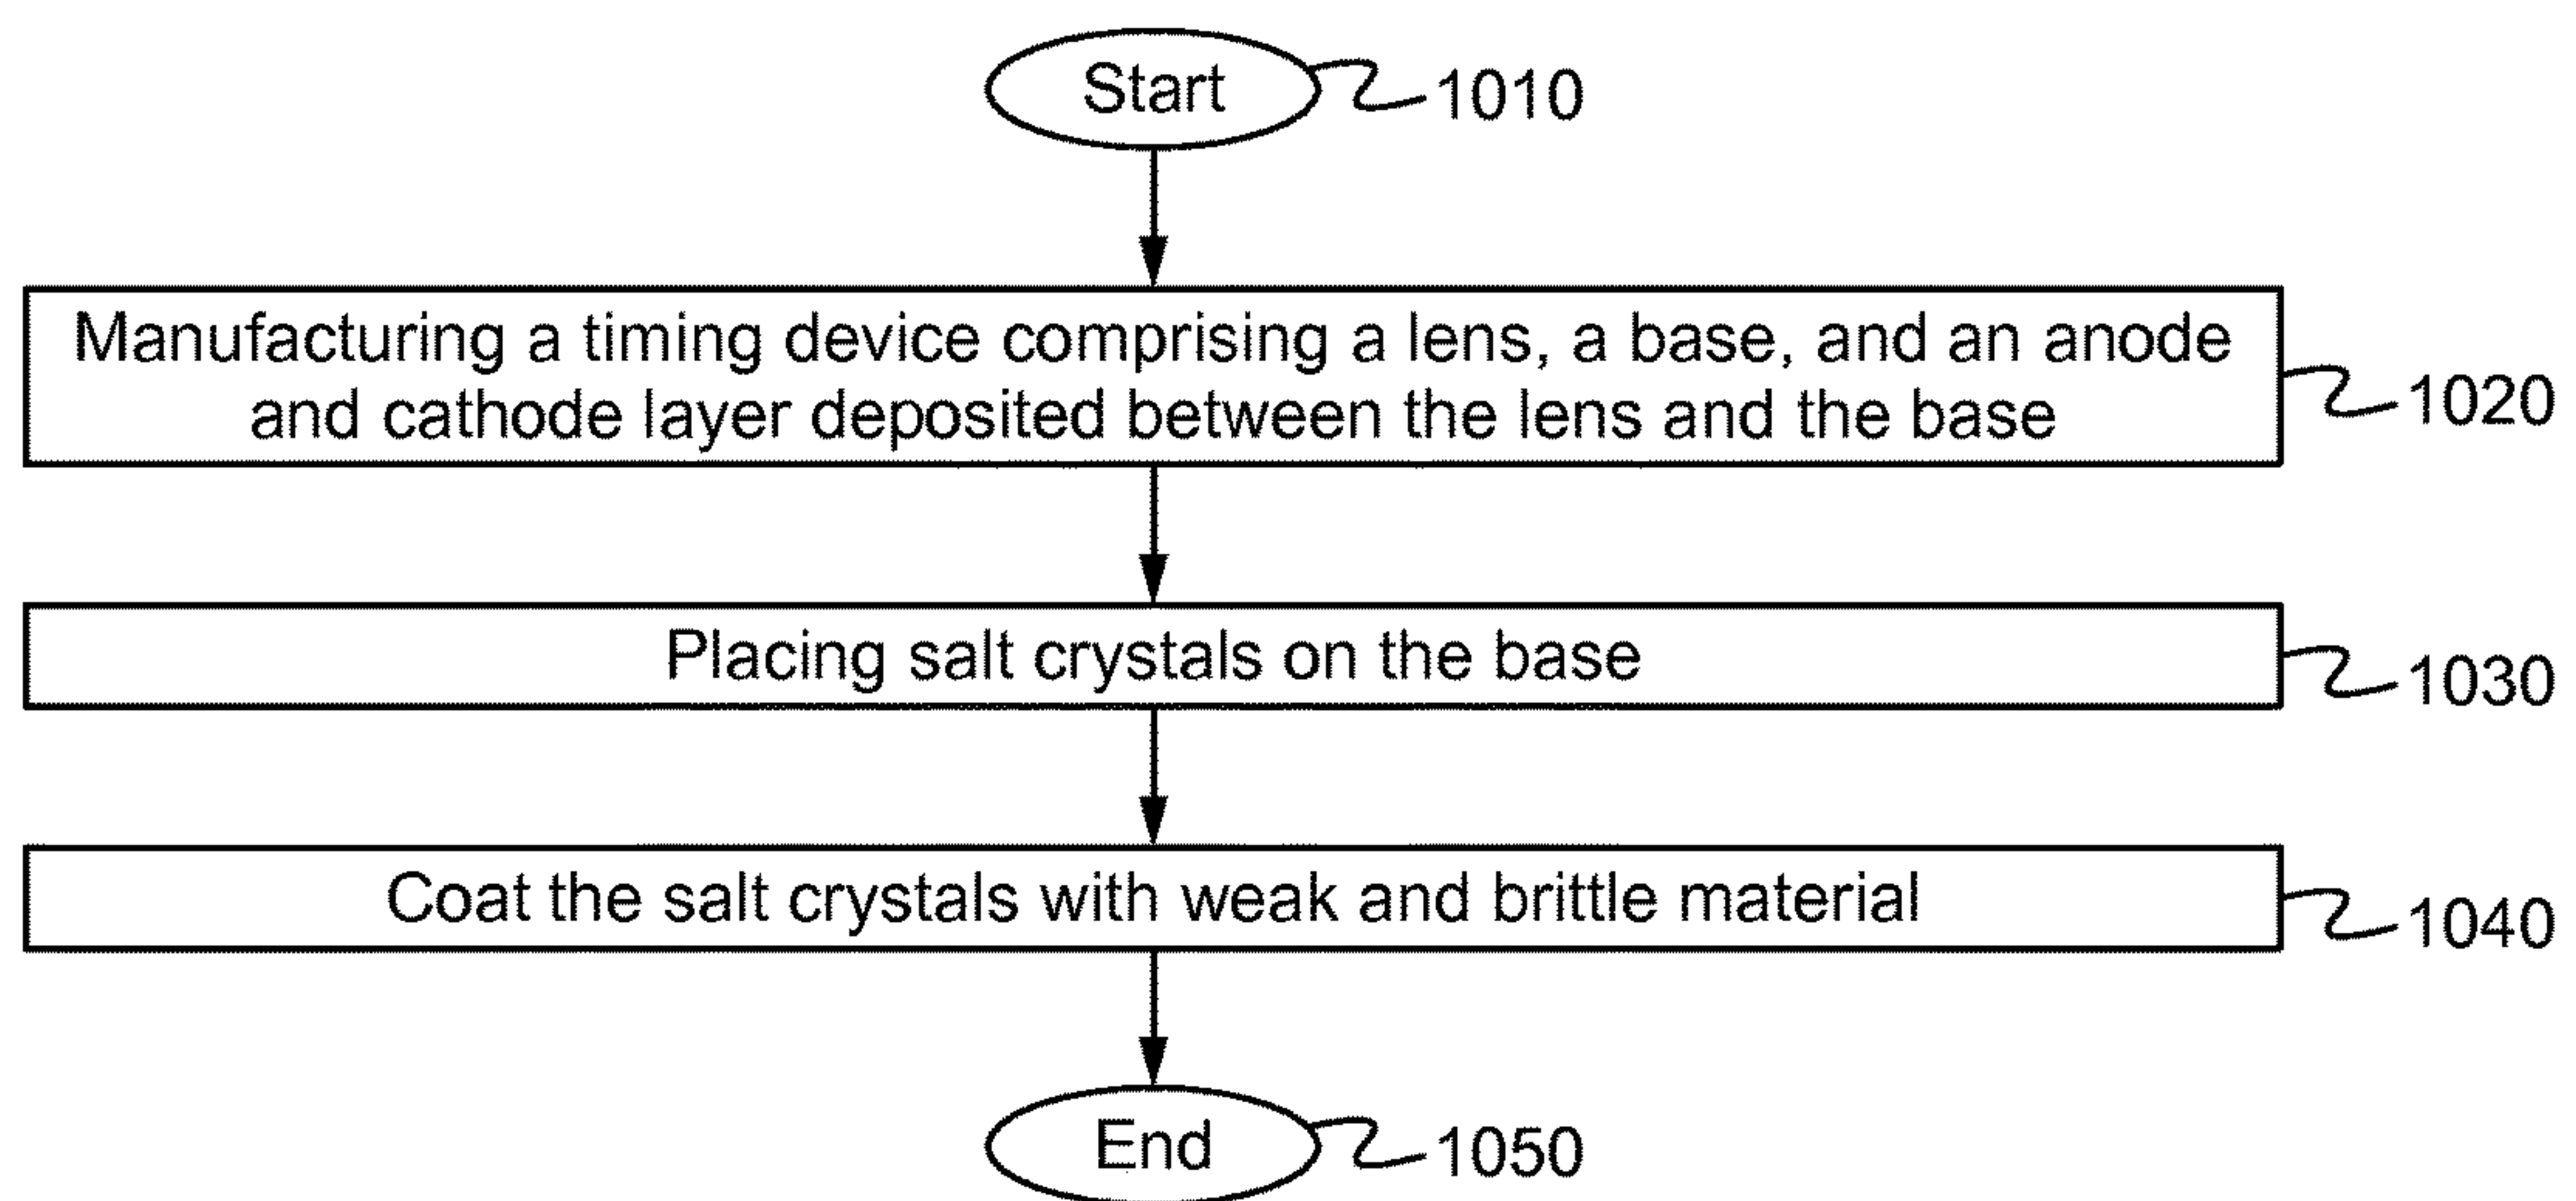 Start
1010
Manufacturing a timing device comprising a lens, a base, and an anode
and cathode layer deposited between the lens and the base
1020
Placing salt crystals on the base
1030
Coat the salt crystals with weak and brittle material
1040
End
1050